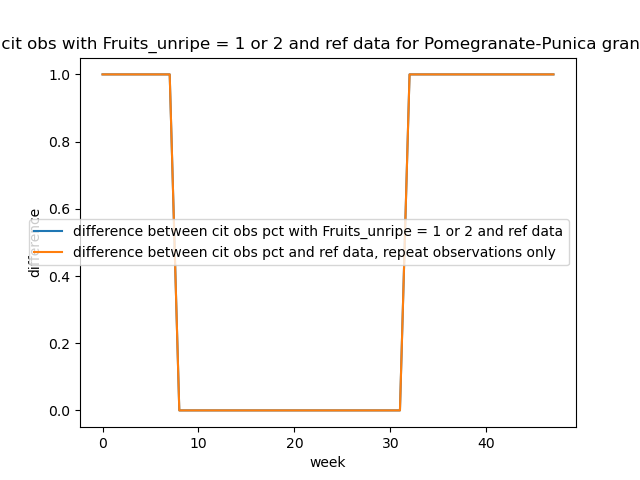 cit obs with Fruits_unripe = 1 or 2 and ref data for Pomegranate-Punica gran
1.0
0.8
0.6
0.4
0.2
0.0
difference
difference between cit obs pct with Fruits_unripe = 1 or 2 and ref data
difference between cit obs pct and ref data, repeat observations only
0 10 20 30 40
week